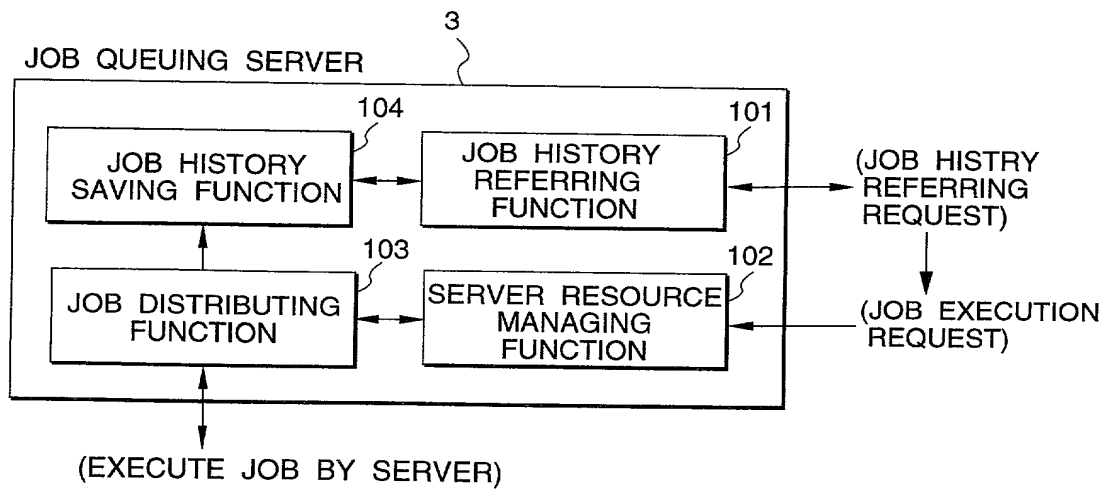 3
JOB QUEUING SERVER
104
JOB HISTORY
SAVING FUNCTION
101
JOB HISTORY
REFERRING
FUNCTION
(JOB HISTRY
REFERRING
REQUEST)
103
JOB DISTRIBUTING
FUNCTION
102
SERVER RESOURCE
MANAGING
FUNCTION
(JOB EXECUTION
REQUEST)
(EXECUTE JOB BY SERVER)